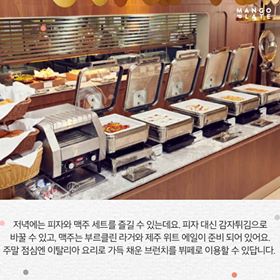 MANGO
PLATE
저녁에는 피자와 맥주 세트를 즐길 수 있는데요. 피자 대신 감자튀김으로
바꿀 수 있고, 맥주는 부르클린 라거와 제주 위트 에일이 준비 되어 있어요.
주말 점심엔 이탈리아 요리로 가득 채운 브런치를 뷔페로 이용할 수 있답니다.